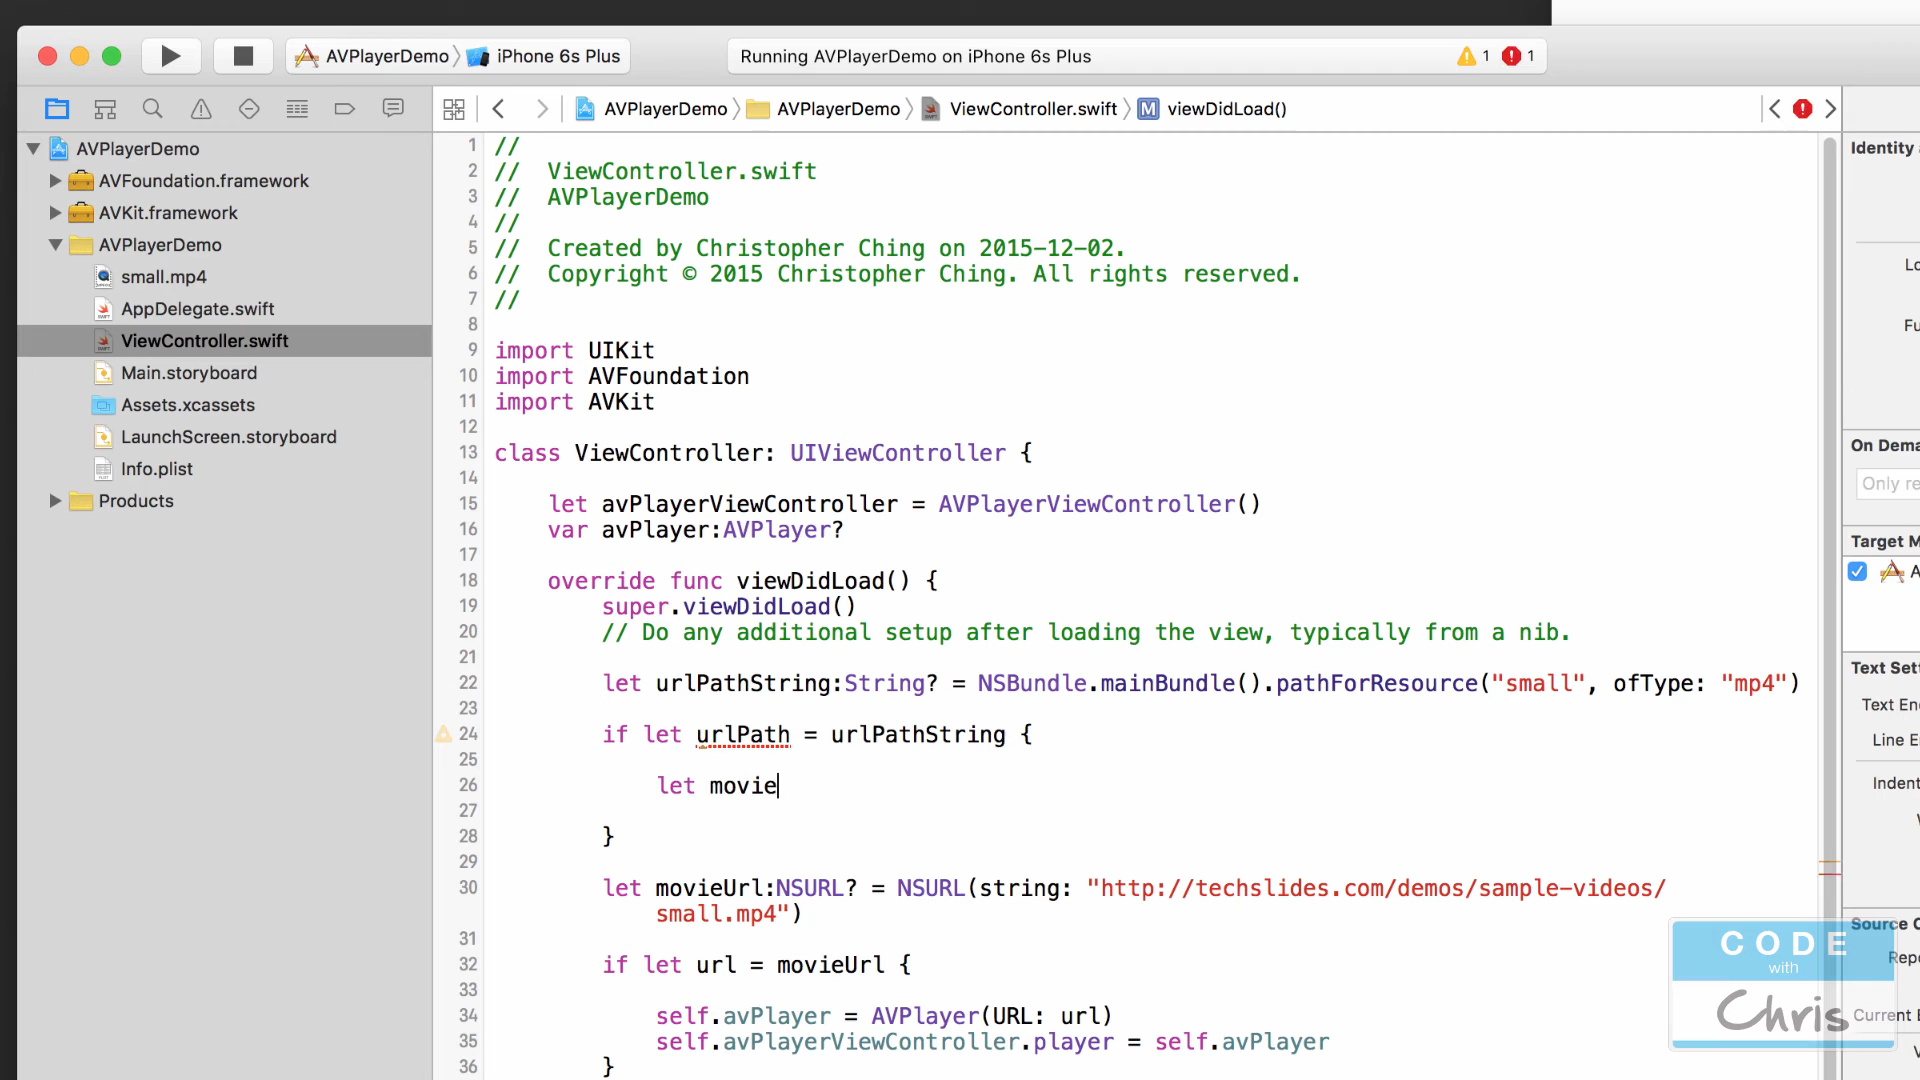 AVPlayerDemo iPhone 6s Plus
Running AVPlayerDemo on iPhone 6s Plus 1 1
AVPlayerDemo AVPlayerDemo ViewController.swift M viewDidLoad()
AVPlayerDemo
AVFoundation.framework
AVKit.framework
AVPlayerDemo
small.mp4
AppDelegate.swift
ViewController.swift
Main.storyboard
Assets.xcassets
LaunchScreen.storyboard
Info.plist
Products
1 //
2 // ViewController.swift
3 // AVPlayerDemo
4 //
5 // Created by Christopher Ching on 2015-12-02.
6 // Copyright © 2015 Christopher Ching. All rights reserved.
7 //
8
9 import UIKit
10 import AVFoundation
11 import AVKit
12
13 class ViewController: UIViewController {
14
15 let avPlayerViewController = AVPlayerViewController()
16 var avPlayer:AVPlayer?
17
18 override func viewDidLoad() {
19 super.viewDidLoad()
20 // Do any additional setup after loading the view, typically from a nib.
21
22 let urlPathString:String? = NSBundle.mainBundle().pathForResource("small", ofType: "mp4")
23
24 if let urlPath = urlPathString {
25
26 let movie
27
28 }
29
30 let movieUrl:NSURL? = NSURL(string: "http://techslides.com/demos/sample-videos/
small.mp4")
31
32 if let url = movieUrl {
33
34 self.avPlayer = AVPlayer(URL: url)
35 self.avPlayerViewController.player = self.avPlayer
36 }
Identity
Lo
Fu
On Dema
Only re
Target M
A
Text Sett
Text En
Line E
Indent
Source C
Repo
Current B
CODE
with
Chris